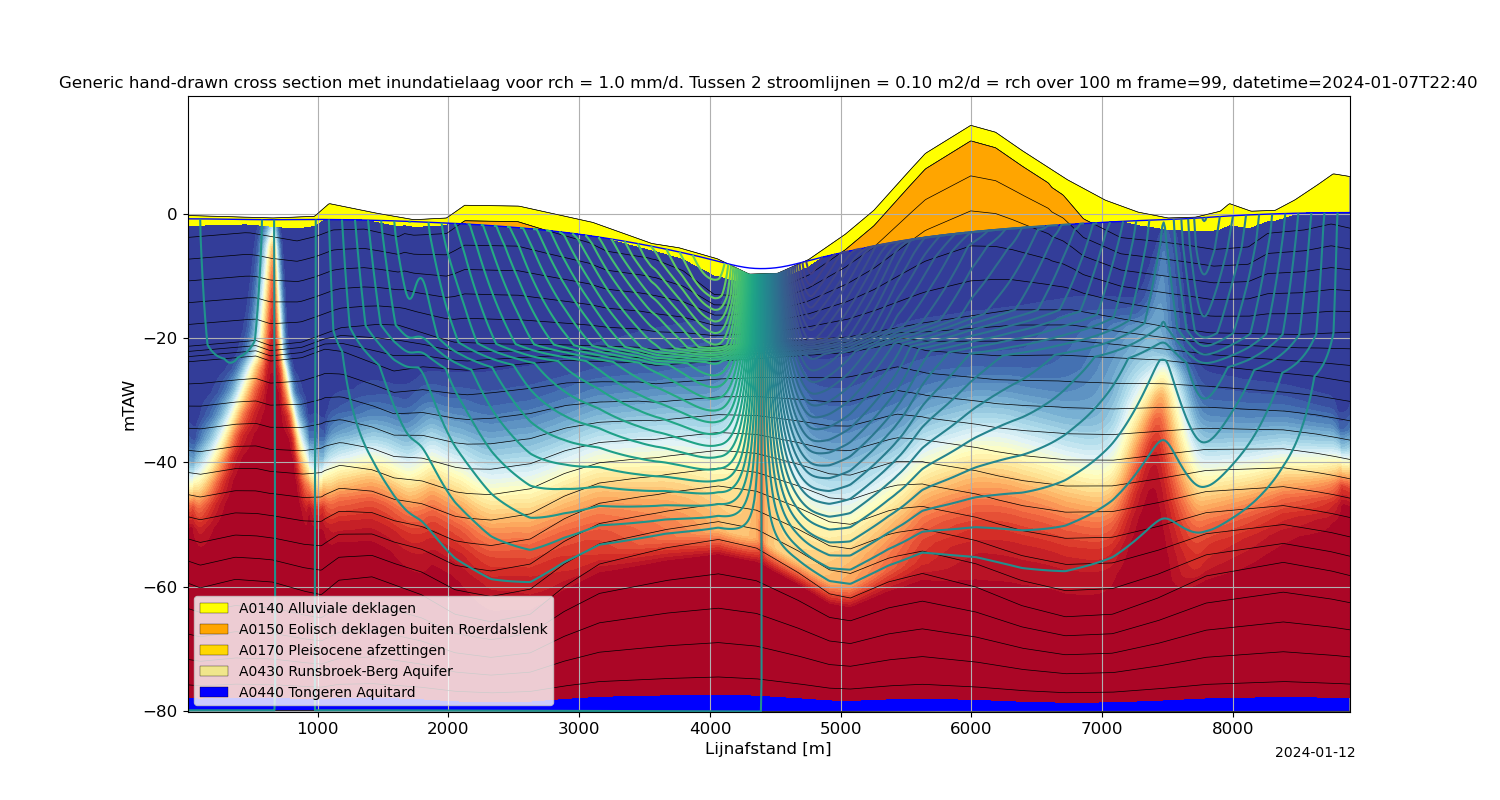 Generic hand-drawn cross section met inundatielaag voor rch = 1.0 mm/d. Tussen 2 stroomlijnen = 0.10 m2/d = rch over 100 m frame=99, datetime=2024-01-07T22:40
mTAW
0
−20
−40
−60
−80
A0140 Alluviale deklagen
A0150 Eolisch deklagen buiten Roerdalslenk
A0170 Pleisocene afzettingen
A0430 Runsbroek-Berg Aquifer
A0440 Tongeren Aquitard
1000 2000 3000 4000 5000 6000 7000 8000
Lijnafstand [m]
2024-01-12